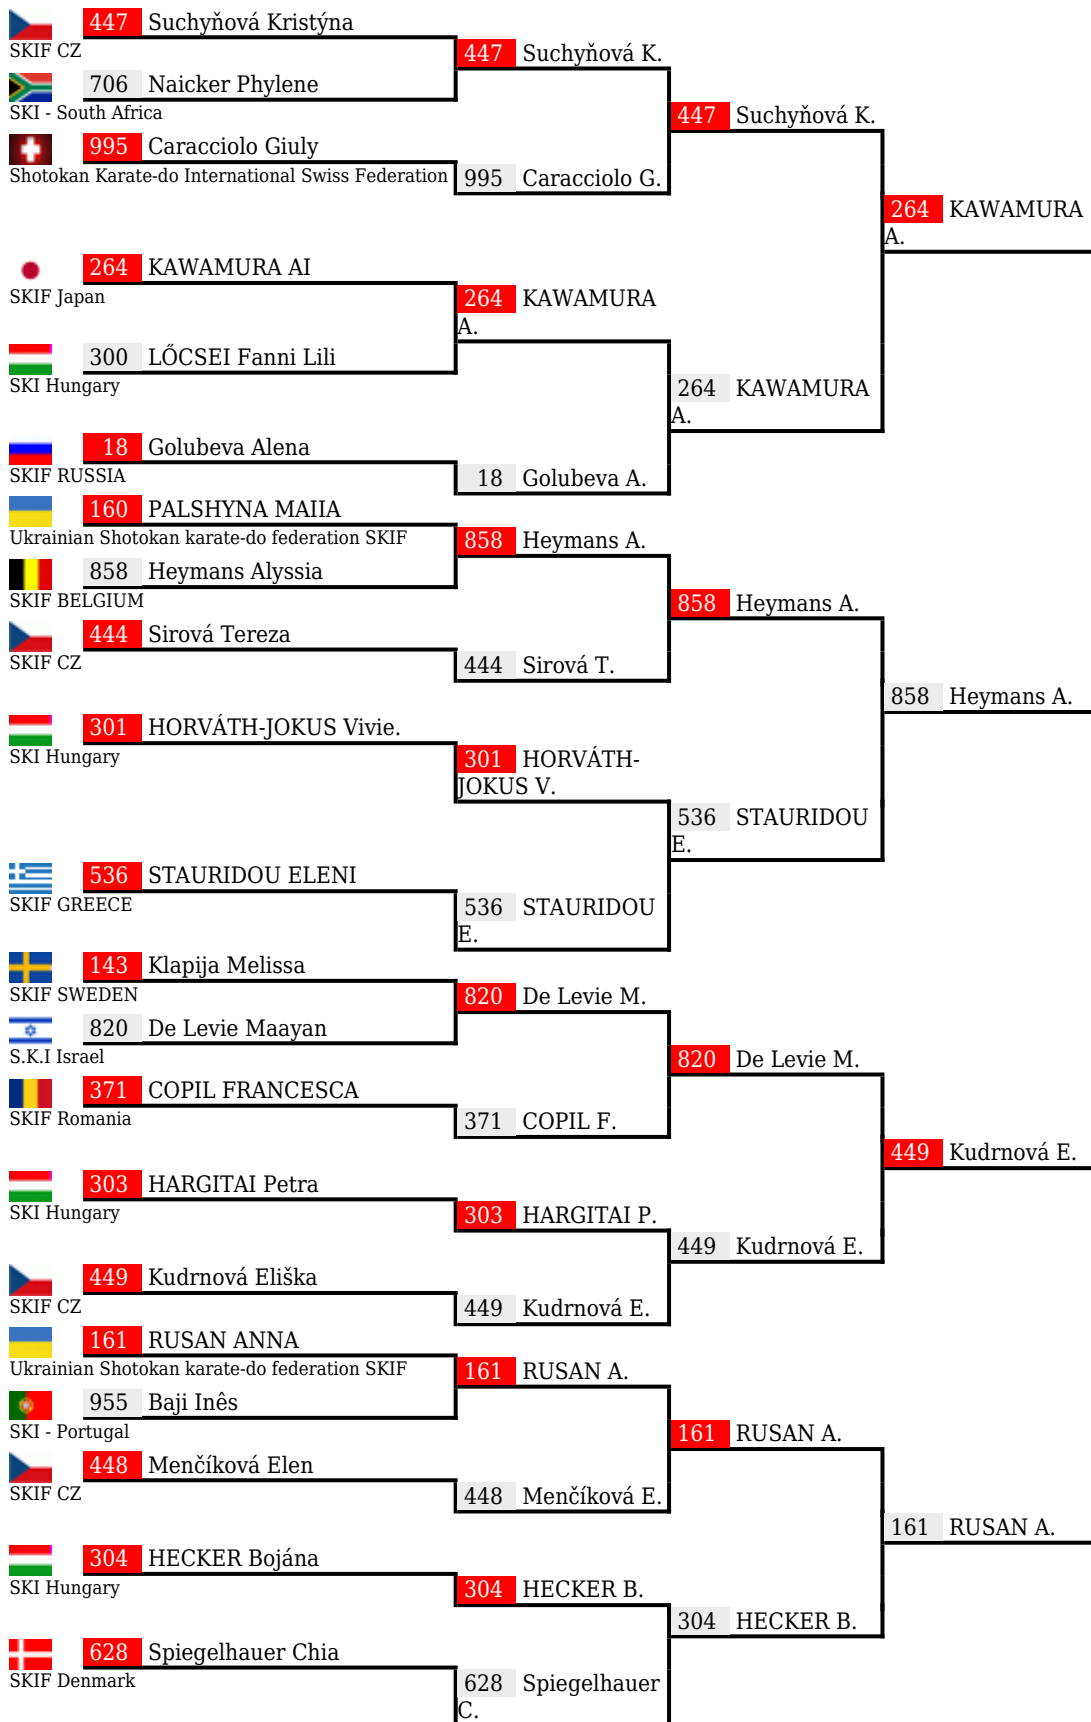 447 Suchyňová Kristýna
SKIF CZ
447 Suchyňová K.
706 Naicker Phylene
SKI - South Africa
447 Suchyňová K.
995 Caracciolo Giuly
Shotokan Karate-do International Swiss Federation
995 Caracciolo G.
264 KAWAMURA
A.
264 KAWAMURA AI
SKIF Japan
264 KAWAMURA
A.
300 LŐCSEI Fanni Lili
SKI Hungary
264 KAWAMURA
A.
18 Golubeva Alena
SKIF RUSSIA
18 Golubeva A.
160 PALSHYNA MAIIA
Ukrainian Shotokan karate-do federation SKIF
858 Heymans A.
858 Heymans Alyssia
SKIF BELGIUM
858 Heymans A.
444 Sirová Tereza
SKIF CZ
444 Sirová T.
858 Heymans A.
301 HORVÁTH-JOKUS Vivie.
SKI Hungary
301 HORVÁTH-
JOKUS V.
536 STAURIDOU
E.
536 STAURIDOU ELENI
SKIF GREECE
536 STAURIDOU
E.
143 Klapija Melissa
SKIF SWEDEN
820 De Levie M.
820 De Levie Maayan
S.K.I Israel
820 De Levie M.
371 COPIL FRANCESCA
SKIF Romania
371 COPIL F.
449 Kudrnová E.
303 HARGITAI Petra
SKI Hungary
303 HARGITAI P.
449 Kudrnová E.
449 Kudrnová Eliška
SKIF CZ
449 Kudrnová E.
161 RUSAN ANNA
Ukrainian Shotokan karate-do federation SKIF
161 RUSAN A.
955 Baji Inês
SKI - Portugal
161 RUSAN A.
448 Menčíková Elen
SKIF CZ
448 Menčíková E.
161 RUSAN A.
304 HECKER Bojána
SKI Hungary
304 HECKER B.
304 HECKER B.
628 Spiegelhauer Chia
SKIF Denmark
628 Spiegelhauer
C.